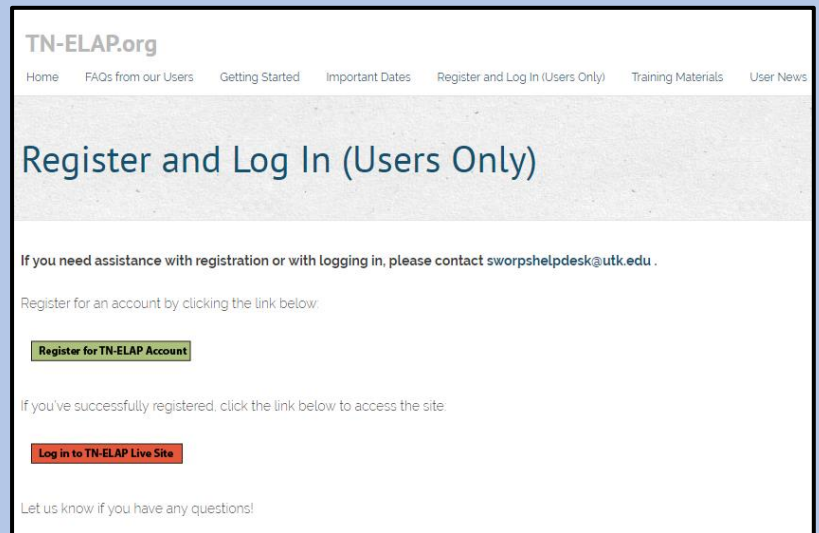 TN-ELAP.org
Home FAQs from our Users Getting Started Important Dates Register and Log In (Users Only) Training Materials User News
Register and Log In (Users Only)
If you need assistance with registration or with logging in, please contact sworpshelpdesk@utk.edu .
Register for an account by clicking the link below:
Register for TN-ELAP Account
If you've successfully registered, click the link below to access the site:
Log in to TN-ELAP Live Site
Let us know if you have any questions!